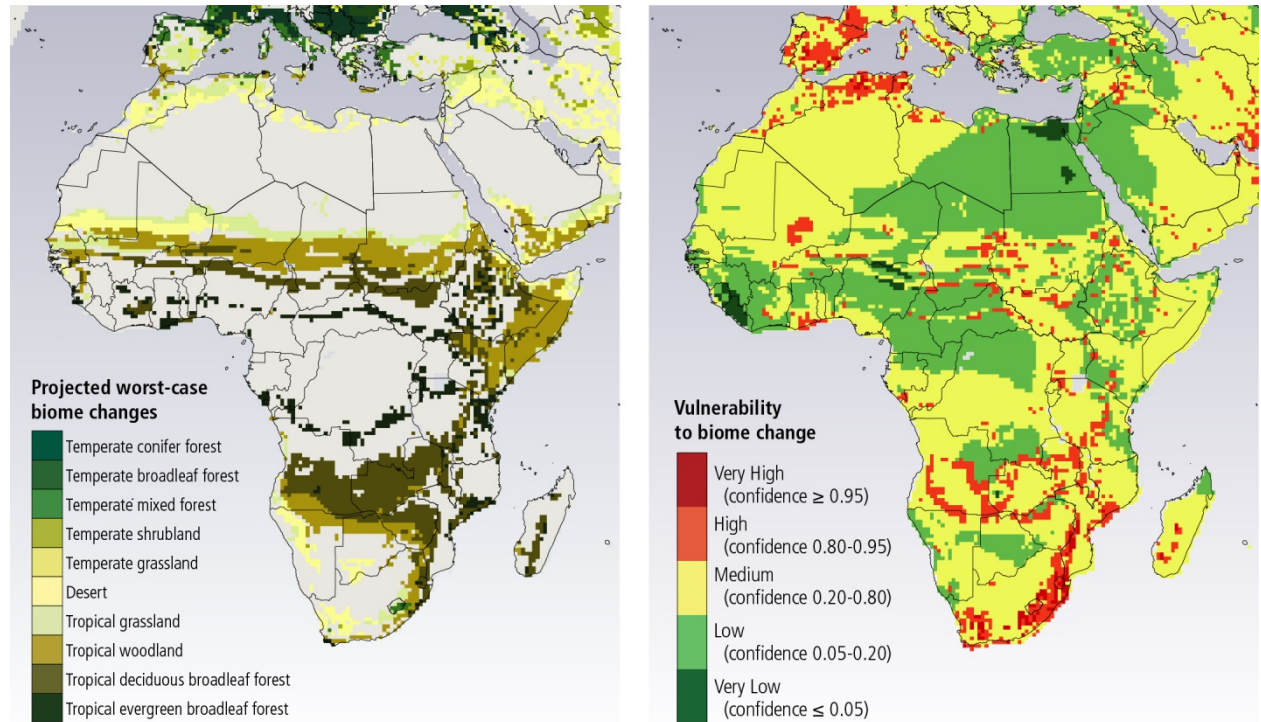 Projected worst-case
biome changes
Temperate conifer forest
Temperate broadleaf forest
Temperate mixed forest
Temperate shrubland
Temperate grassland
Desert
Tropical grassland
Tropical woodland
Tropical deciduous broadleaf forest
Tropical evergreen broadleaf forest
Vulnerability
to biome change
Very High
(confidence ≥ 0.95)
High
(confidence 0.80-0.95)
Medium
(confidence 0.20-0.80)
Low
(confidence 0.05-0.20)
Very Low
(confidence ≤ 0.05)